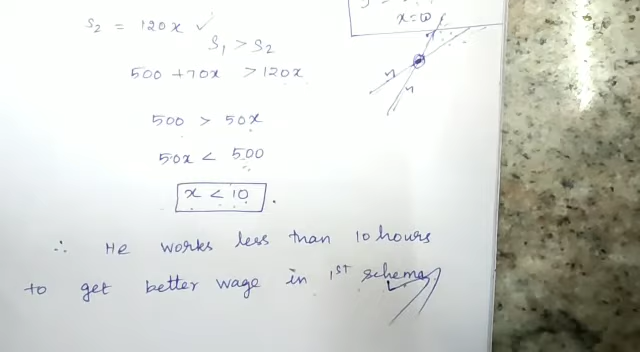 S₂ = 120x ✓
x=10
S₁ > S₂
500 + 70x > 120x
500 > 50x
50x < 500
x < 10.
∴ He works less than 10 hours
to get better wage in 1ST scheme